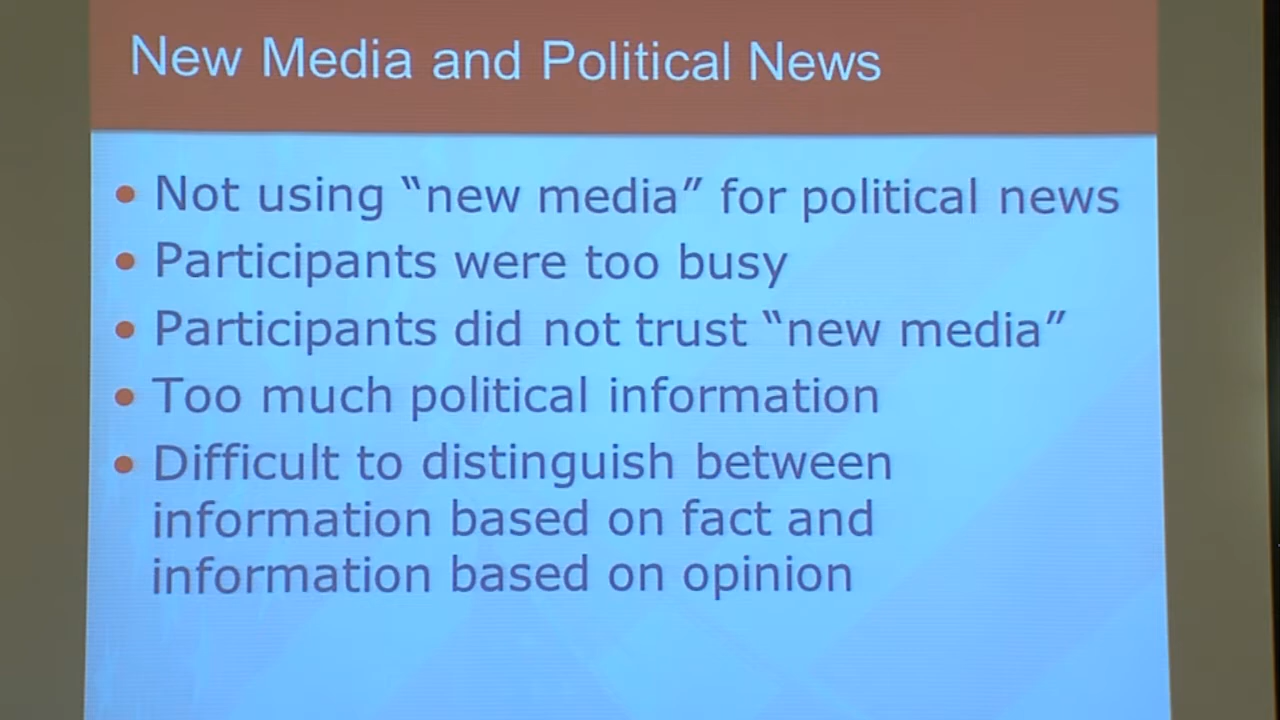 New Media and Political News
• Not using “new media” for political news
• Participants were too busy
• Participants did not trust “new media”
• Too much political information
• Difficult to distinguish between
information based on fact and
information based on opinion